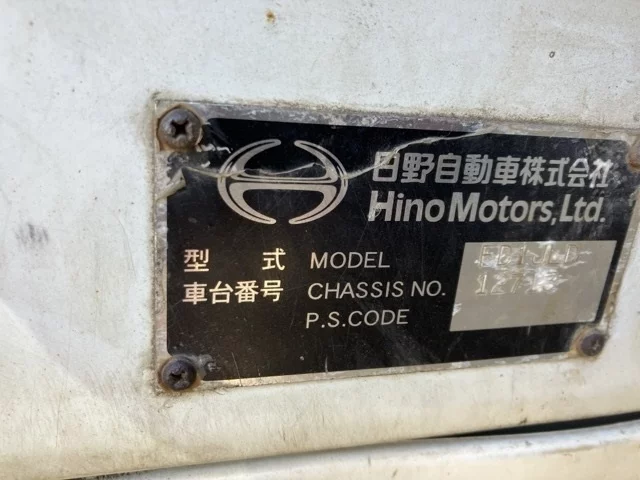 日野自動車株式会社
Hino Motors, Ltd.
型 式 MODEL
車台番号 CHASSIS NO.
P.S.CODE